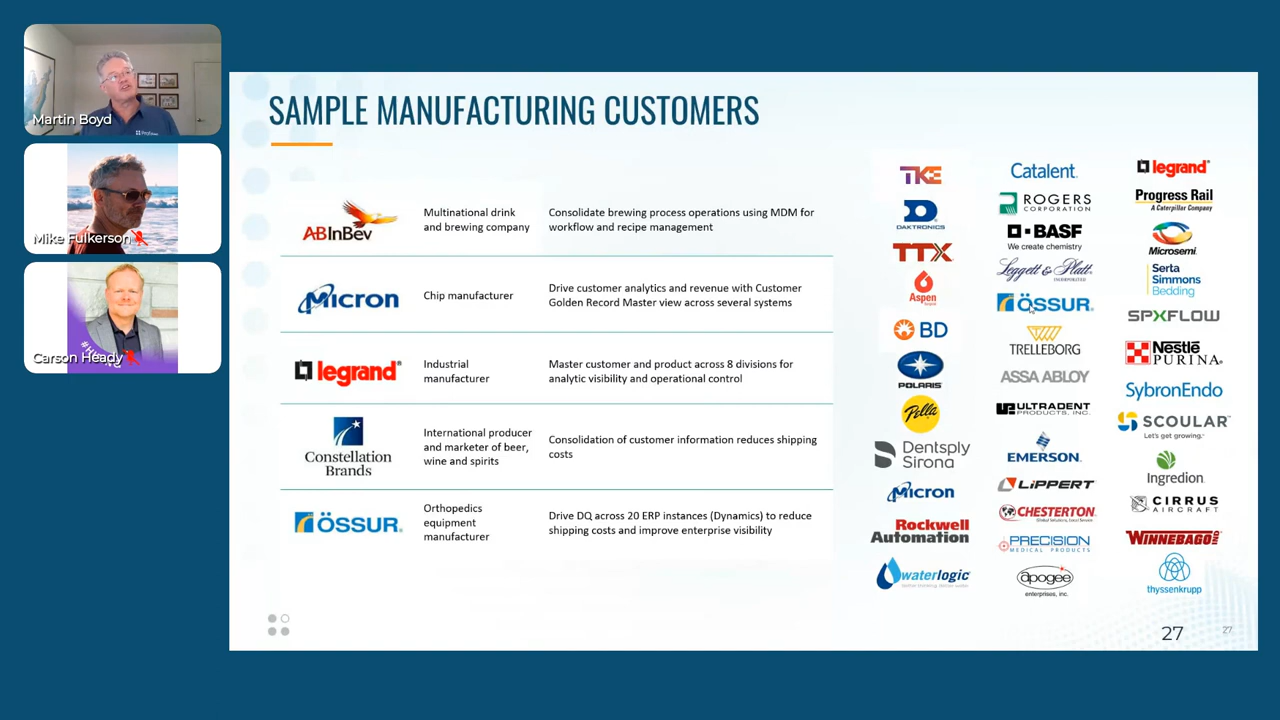 Martin Boyd
Mike Fulkerson
Carson Heady
SAMPLE MANUFACTURING CUSTOMERS
ABInBev
Multinational drink
and brewing company
Consolidate brewing process operations using MDM for
workflow and recipe management
Micron
Chip manufacturer
Drive customer analytics and revenue with Customer
Golden Record Master view across several systems
legrand®
Industrial
manufacturer
Master customer and product across 8 divisions for
analytic visibility and operational control
Constellation
Brands
International producer
and marketer of beer,
wine and spirits
Consolidation of customer information reduces shipping
costs
ÖSSUR.
Orthopedics
equipment
manufacturer
Drive DQ across 20 ERP instances (Dynamics) to reduce
shipping costs and improve enterprise visibility
TKE
DAKTRONICS
TTX
Aspen
BD
POLARIS
Pella
Dentsply
Sirona
Micron
Rockwell
Automation
waterlogic
Catalent
ROGERS
CORPORATION
BASF
We create chemistry
Leggett & Platt
INCORPORATED
ÖSSUR.
TRELLEBORG
ASSA ABLOY
ULTRADENT
PRODUCTS, INC.
EMERSON.
LIPPERT
CHESTERTON
Global Solutions, Local Service
PRECISION
MEDICAL PRODUCTS
apogee
enterprises, inc.
legrand®
Progress Rail
A Caterpillar Company
Microsemi
Serta
Simmons
Bedding
SPXFLOW
Nestlé
PURINA
SybronEndo
SCOULAR
Let's get growing.
Ingredion
CIRRUS
AIRCRAFT
WINNEBAGO IND
thyssenkrupp
27
27